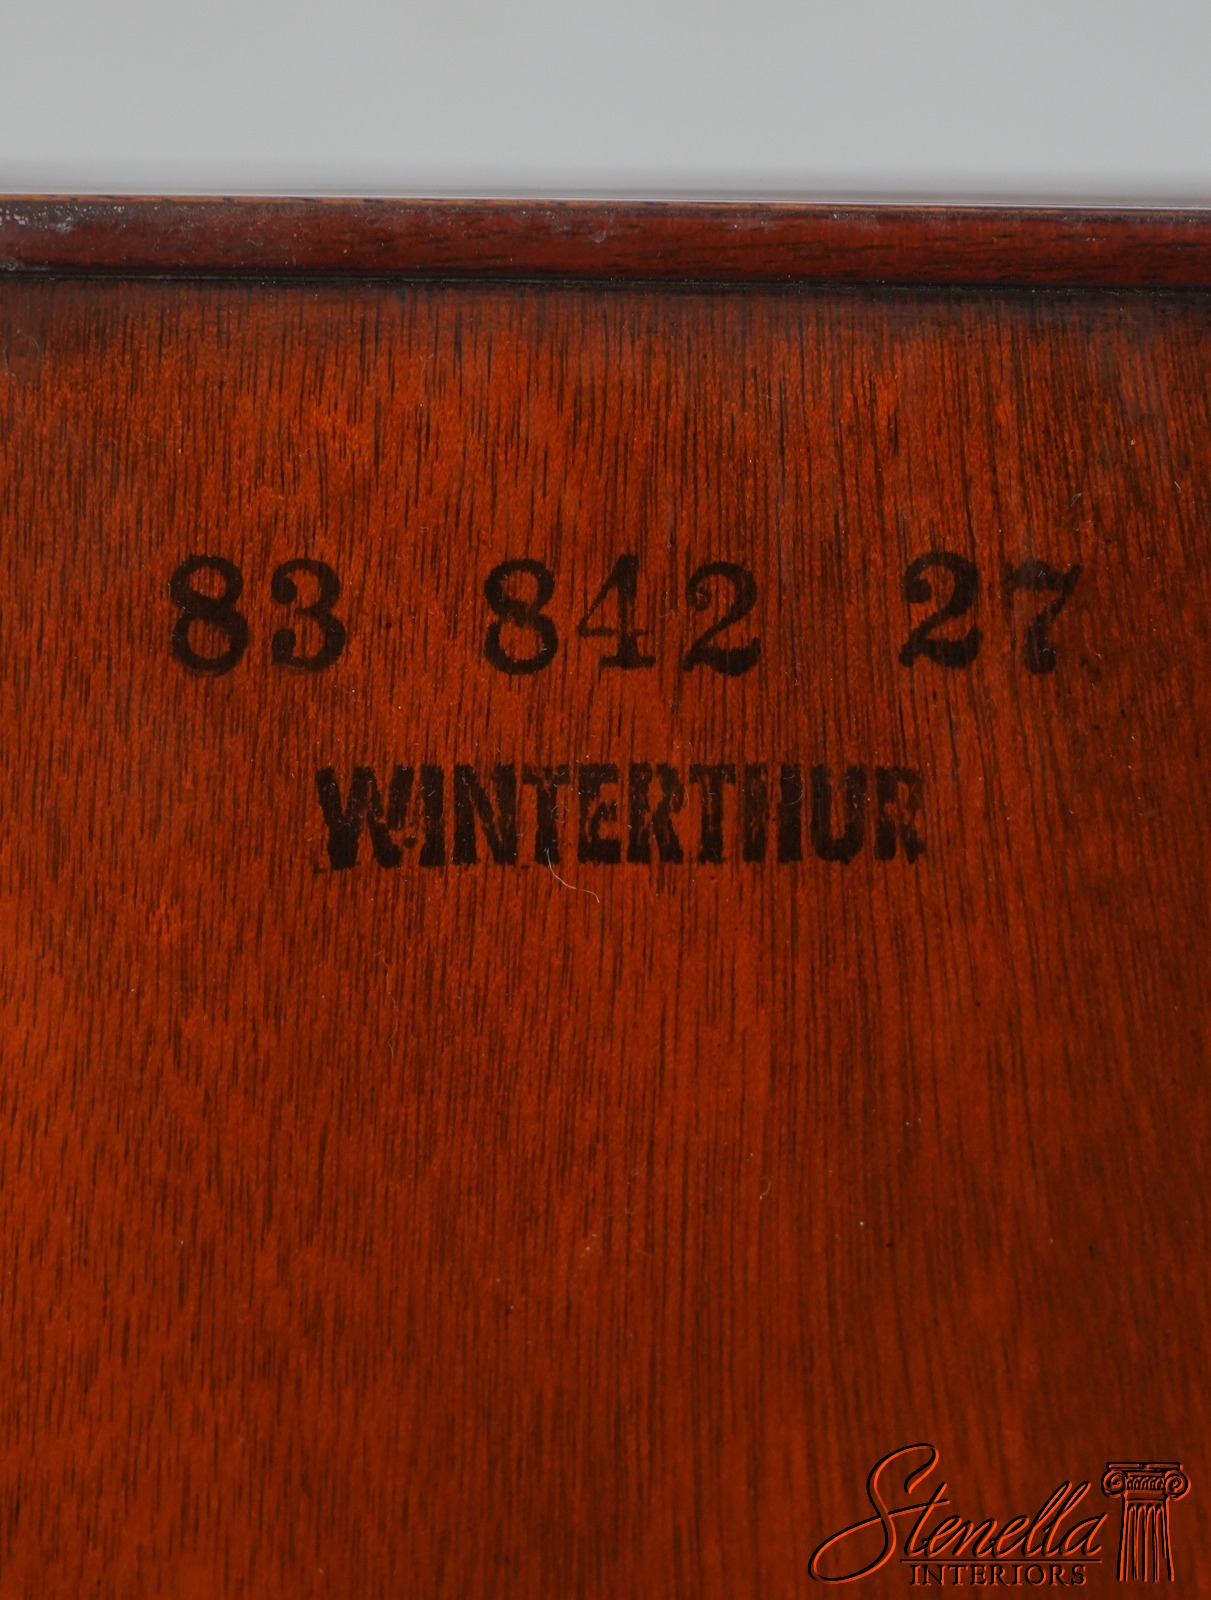 83 842 27
WINTERTHUR
Stenella
INTERIORS